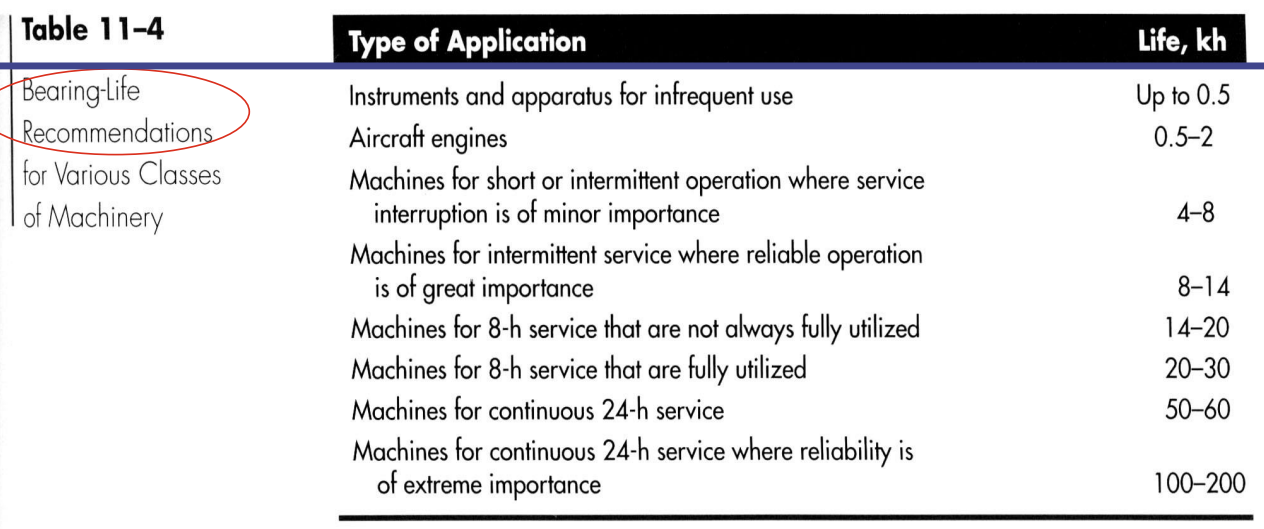 Table 11–4
Bearing-Life
Recommendations
for Various Classes
of Machinery
Type of Application Life, kh
Instruments and apparatus for infrequent use Up to 0.5
Aircraft engines 0.5–2
Machines for short or intermittent operation where service
interruption is of minor importance 4–8
Machines for intermittent service where reliable operation
is of great importance 8–14
Machines for 8-h service that are not always fully utilized 14–20
Machines for 8-h service that are fully utilized 20–30
Machines for continuous 24-h service 50–60
Machines for continuous 24-h service where reliability is
of extreme importance 100–200